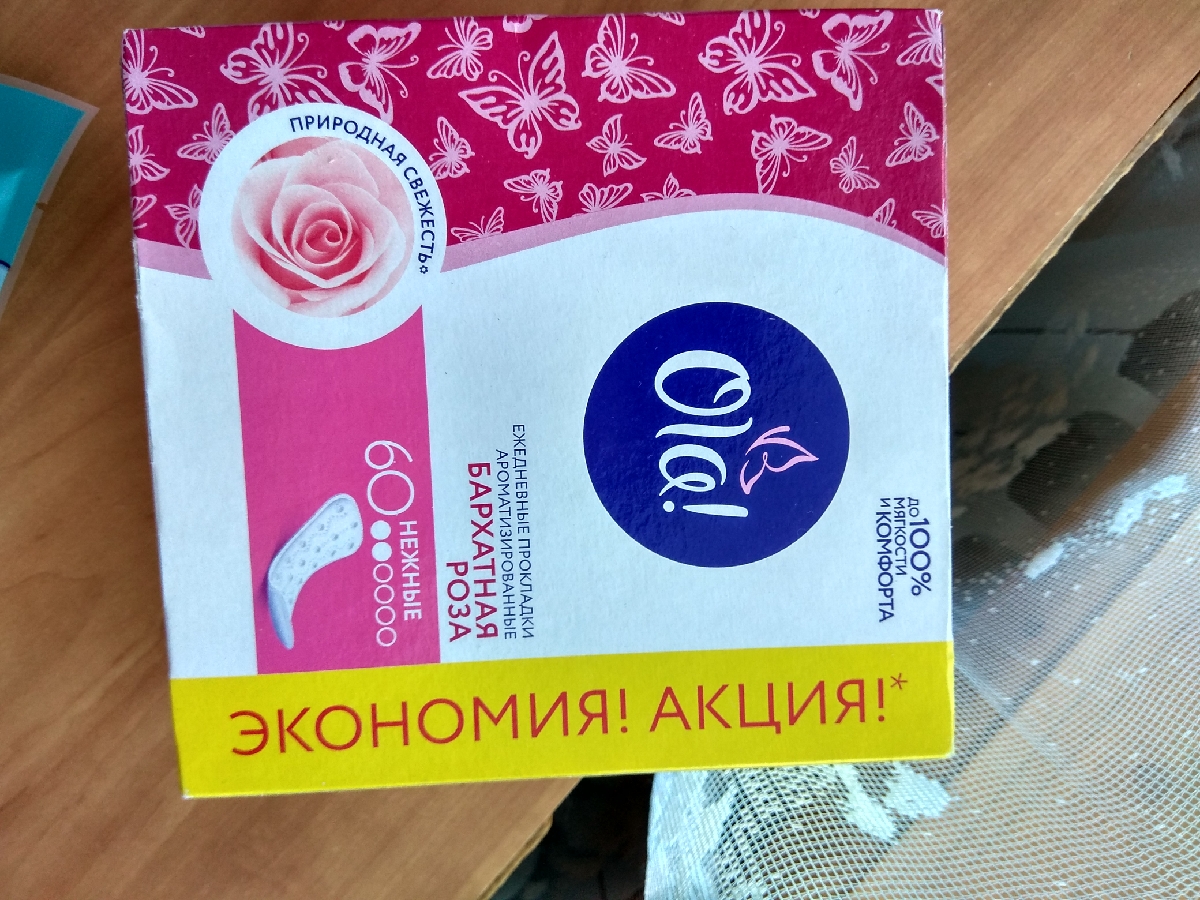 ПРИРОДНАЯ СВЕЖЕСТЬ
Ola!
до 100%
МЯГКОСТИ
И КОМФОРТА
ЕЖЕДНЕВНЫЕ ПРОКЛАДКИ
АРОМАТИЗИРОВАННЫЕ
БАРХАТНАЯ
РОЗА
НЕЖНЫЕ
60
ЭКОНОМИЯ! АКЦИЯ!*